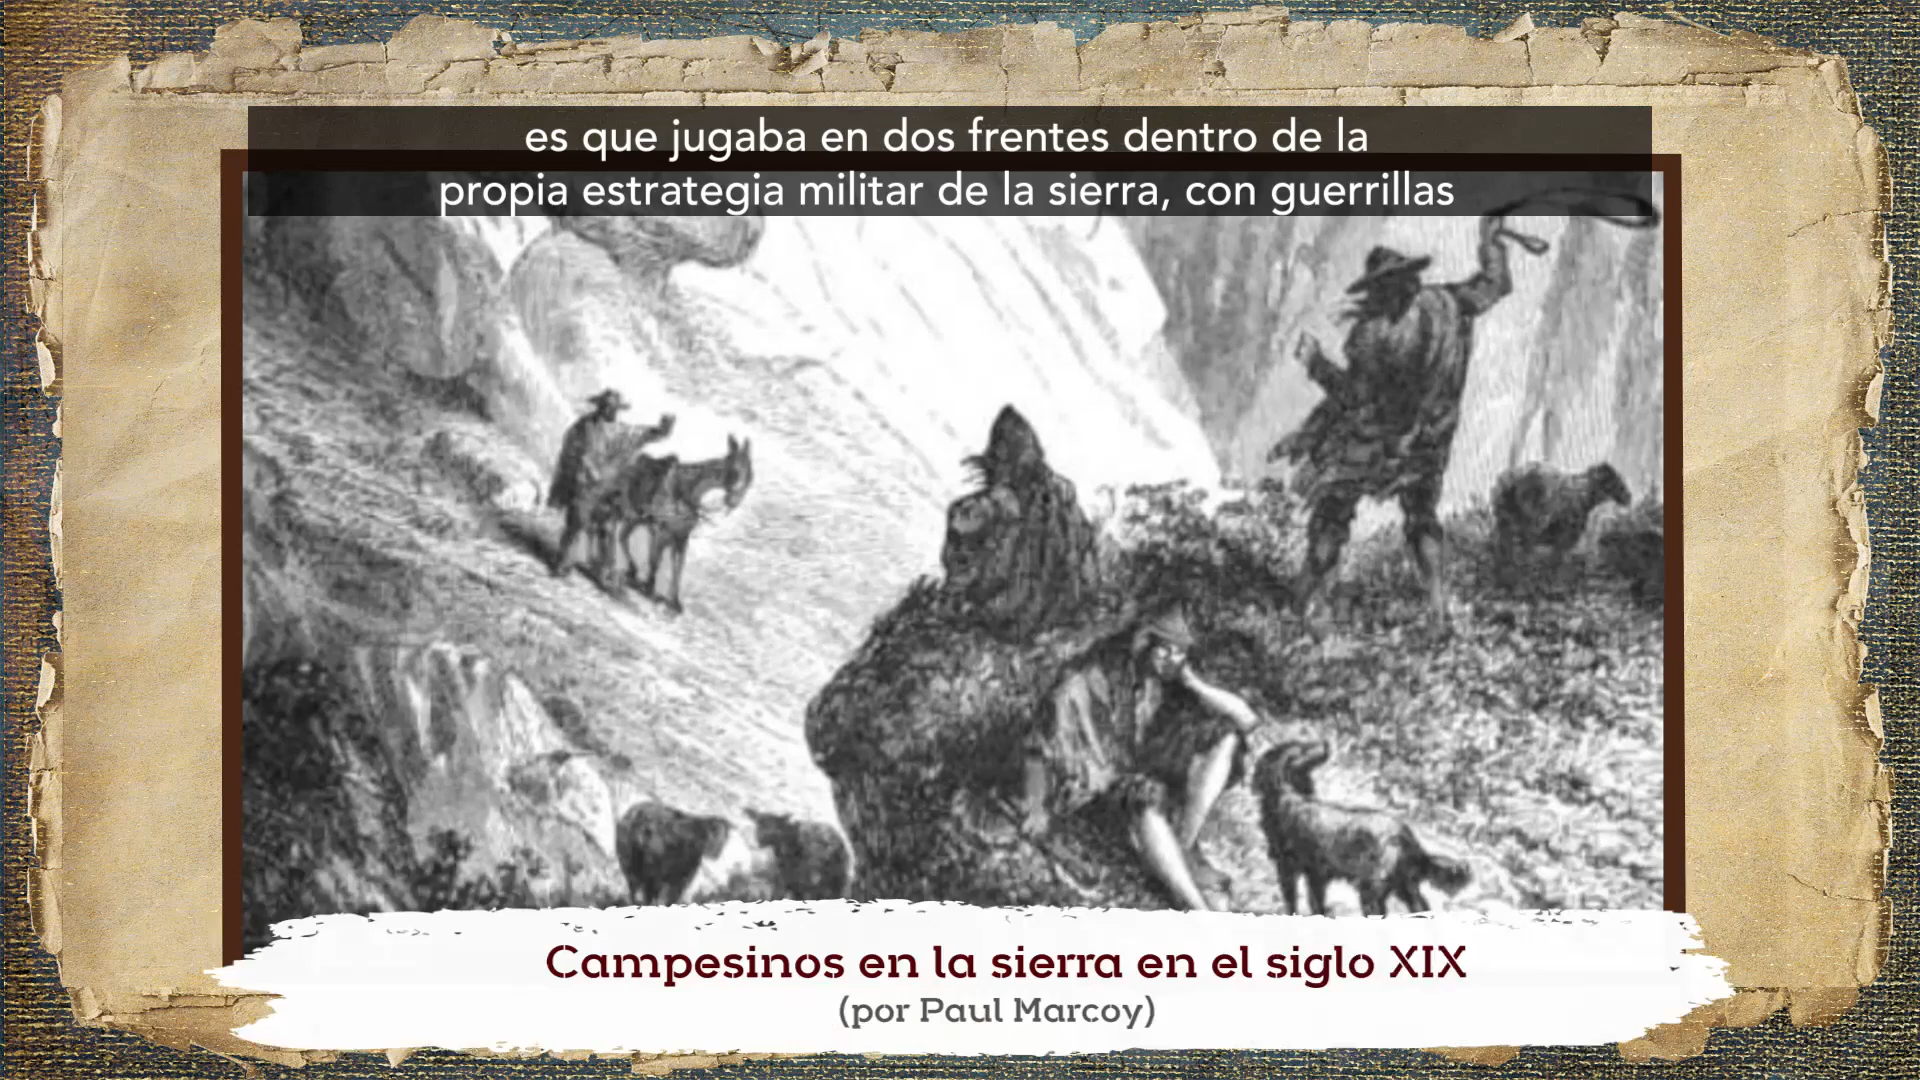 es que jugaba en dos frentes dentro de la
propia estrategia militar de la sierra, con guerrillas
Campesinos en la sierra en el siglo XIX
(por Paul Marcoy)